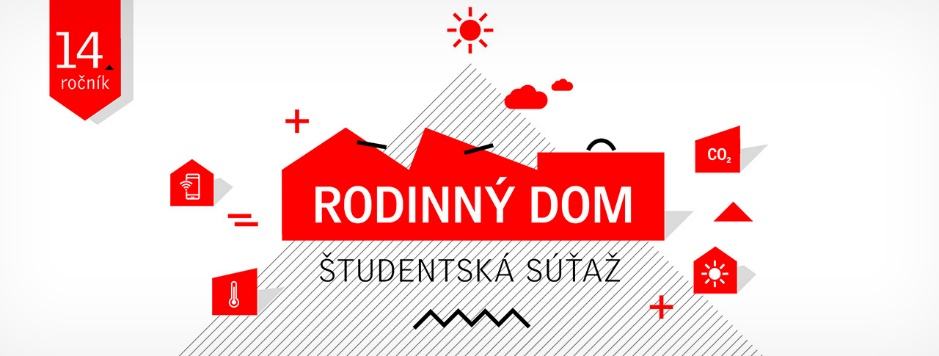 14.
ročník
RODINNÝ DOM
ŠTUDENTSKÁ SÚŤAŽ
CO₂